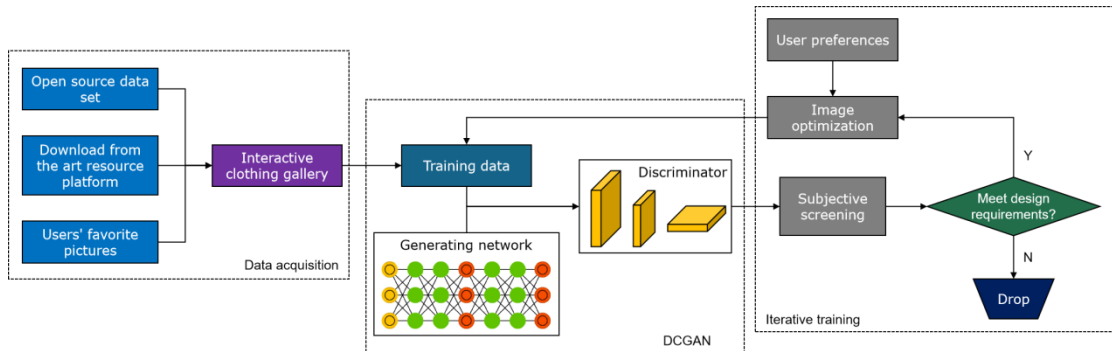 Open source data
set
Download from
the art resource
platform
Users' favorite
pictures
Interactive
clothing gallery
Data acquisition
Training data
Generating network
Discriminator
DCGAN
User preferences
Image
optimization
Subjective
screening
Meet design
requirements?
Y
N
Drop
Iterative training